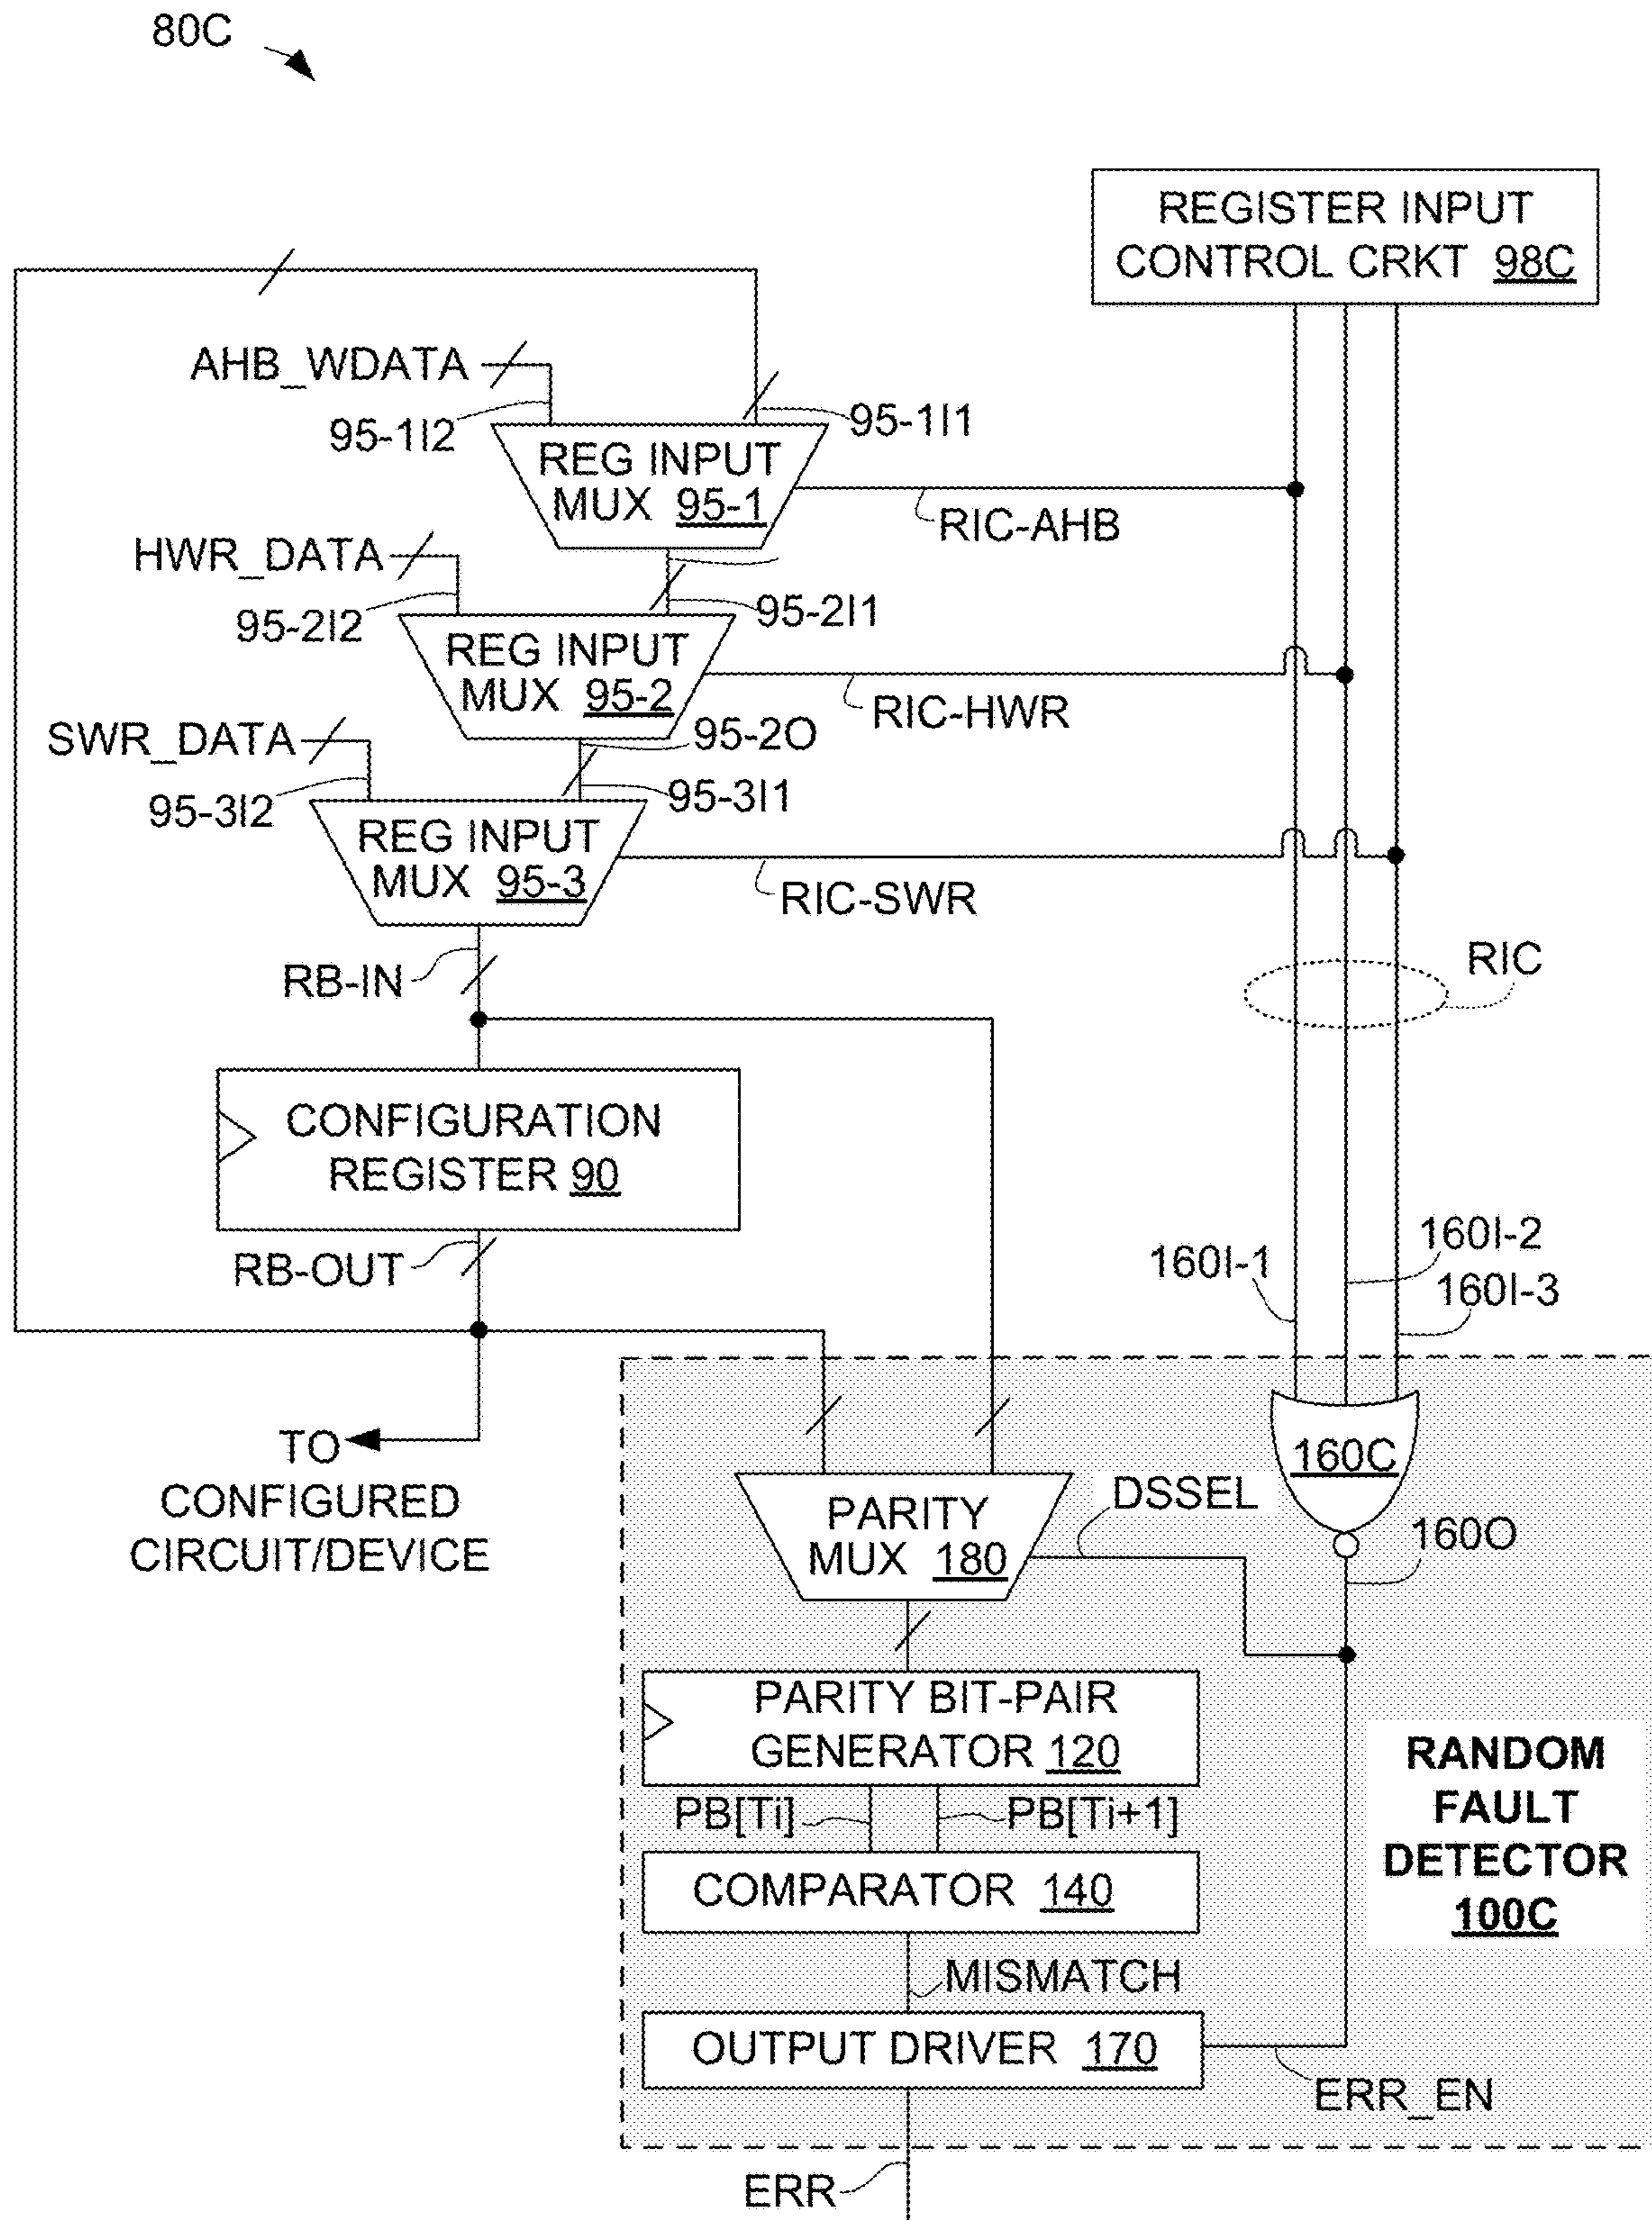 80C
REGISTER INPUT
CONTROL CRKT 98C
AHB_WDATA
95-1I2
95-1I1
REG INPUT
MUX 95-1
RIC-AHB
HWR_DATA
95-2I2
95-2I1
REG INPUT
MUX 95-2
RIC-HWR
SWR_DATA
95-2O
95-3I2
95-3I1
REG INPUT
MUX 95-3
RIC-SWR
RB-IN
RIC
CONFIGURATION
REGISTER 90
RB-OUT
160I-1
160I-2
160I-3
TO
CONFIGURED
CIRCUIT/DEVICE
160C
DSSEL
160O
PARITY
MUX 180
PARITY BIT-PAIR
GENERATOR 120
PB[Ti]
PB[Ti+1]
RANDOM
FAULT
DETECTOR
100C
COMPARATOR 140
MISMATCH
OUTPUT DRIVER 170
ERR_EN
ERR